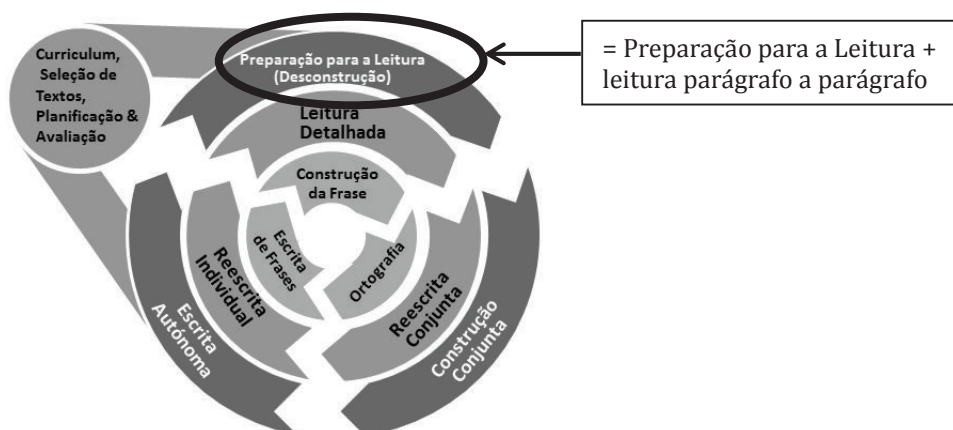 Curriculum,
Seleção de
Textos,
Planificação &
Avaliação
Preparação para a Leitura
(Desconstrução)
= Preparação para a Leitura +
leitura parágrafo a parágrafo
Leitura
Detalhada
Construção
da Frase
Escrita
de Frases
Ortografia
Reescrita
Individual
Reescrita
Conjunta
Escrita
Autónoma
Construção
Conjunta